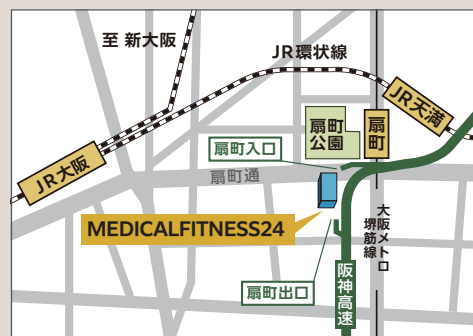 至 新大阪
JR環状線
JR天満
扇町
公園
扇町
扇町入口
JR大阪
扇町通
MEDICALFITNESS24
大阪メトロ
堺筋線
扇町出口
阪神高速